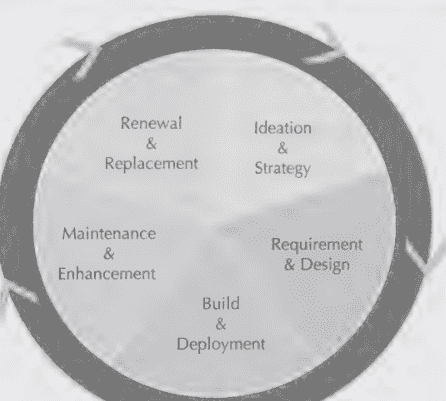 Renewal
&
Replacement
Ideation
&
Strategy
Requirement
& Design
Build
&
Deployment
Maintenance
&
Enhancement